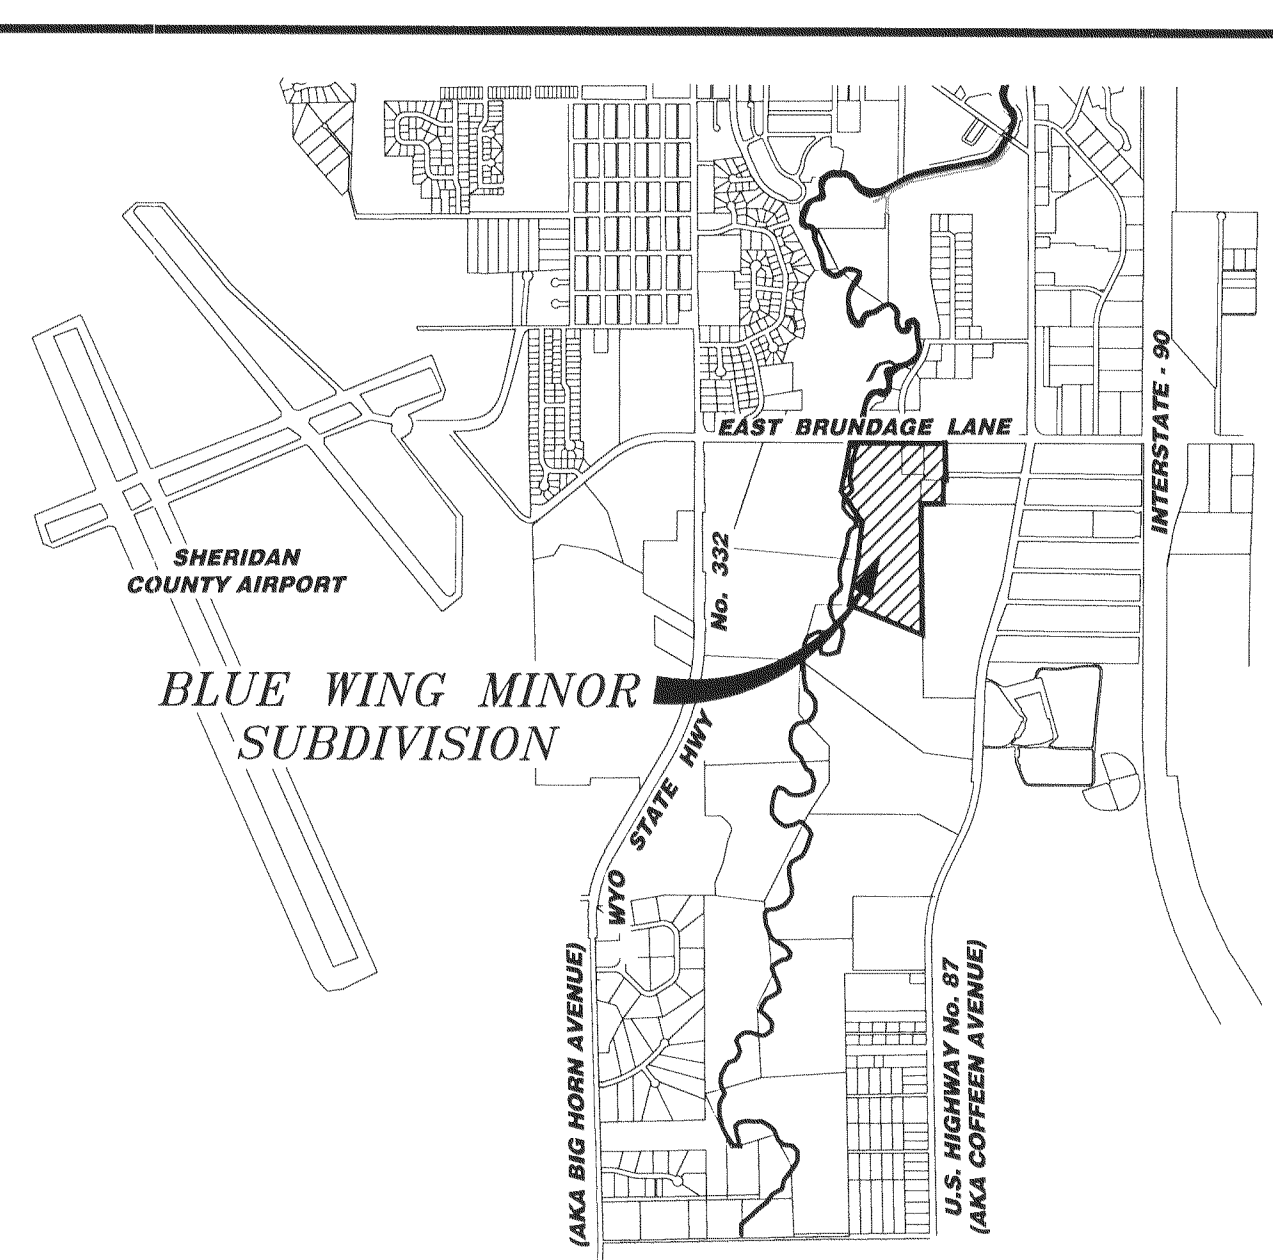 EAST BRUNDAGE LANE
INTERSTATE - 90
SHERIDAN
COUNTY AIRPORT
No. 332
BLUE WING MINOR
SUBDIVISION
WYO STATE HWY
(AKA BIG HORN AVENUE)
U.S. HIGHWAY No. 87
(AKA COFFEEN AVENUE)